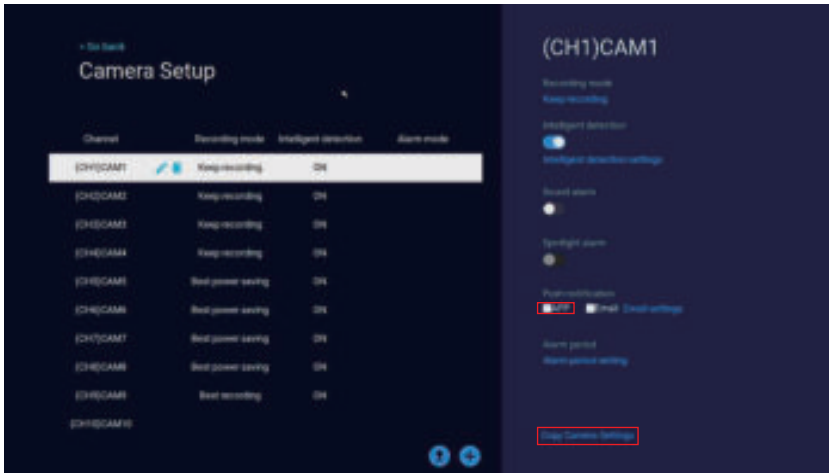 < Go back
Camera Setup
Channel Recording mode Intelligent detection Alarm mode
(CH1)CAM1 Keep recording ON
(CH2)CAM2 Keep recording ON
(CH3)CAM3 Keep recording ON
(CH4)CAM4 Keep recording ON
(CH5)CAM5 Best power saving ON
(CH6)CAM6 Best power saving ON
(CH7)CAM7 Best power saving ON
(CH8)CAM8 Best power saving ON
(CH9)CAM9 Best recording ON
(CH10)CAM10
(CH1)CAM1
Recording mode
Keep recording
Intelligent detection
Intelligent detection settings
Sound alarm
Spotlight alarm
Push notification
APP Email Email settings
Alarm period
Alarm period setting
Copy Camera Settings